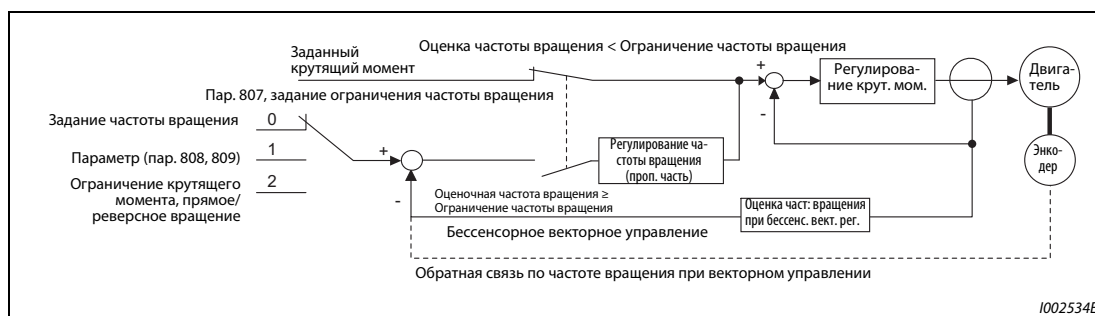 Заданный
крутящий момент
Оценка частоты вращения < Ограничение частоты вращения
Пар. 807, задание ограничения частоты вращения
Задание частоты вращения
0
Параметр (пар. 808, 809)
1
Ограничение крутящего
момента, прямое/
реверсное вращение
2
+
-
Оценочная частота вращения ≥
Ограничение частоты вращения
Регулирование ча-
стоты вращения
(проп. часть)
+
-
Регулирова-
ние крут. мом.
Двига-
тель
Энко-
дер
Оценка част: вращения
при бессенс. вект. рег.
Бессенсорное векторное управление
Обратная связь по частоте вращения при векторном управлении
I002534E